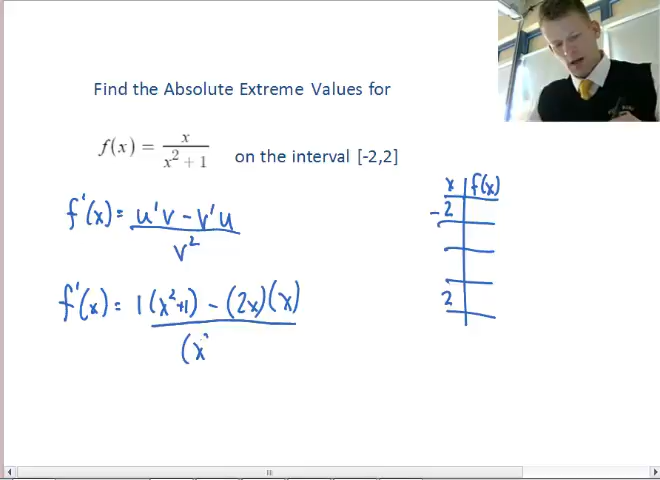 Find the Absolute Extreme Values for
f(x) = x / (x² + 1) on the interval [-2,2]
f'(x) = (u'v - v'u) / v²
f'(x) = 1(x²+1) - (2x)(x) / (x²
x | f(x)
-2
2